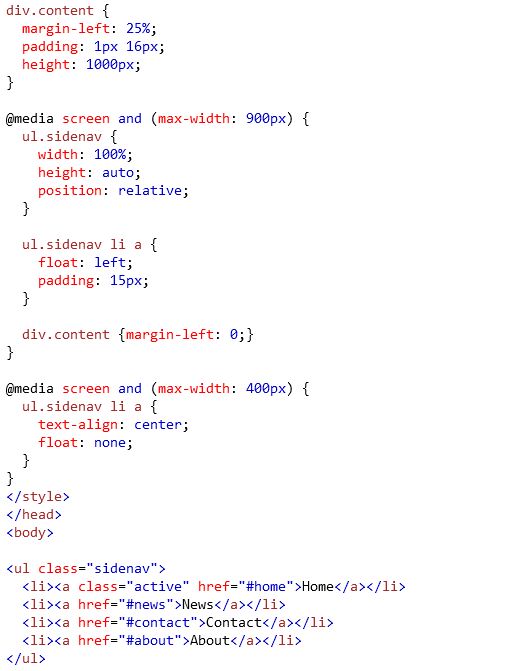 div.content {
  margin-left: 25%;
  padding: 1px 16px;
  height: 1000px;
}

@media screen and (max-width: 900px) {
  ul.sidenav {
    width: 100%;
    height: auto;
    position: relative;
  }

  ul.sidenav li a {
    float: left;
    padding: 15px;
  }

  div.content {margin-left: 0;}
}

@media screen and (max-width: 400px) {
  ul.sidenav li a {
    text-align: center;
    float: none;
  }
}
</style>
</head>
<body>

<ul class="sidenav">
  <li><a class="active" href="#home">Home</a></li>
  <li><a href="#news">News</a></li>
  <li><a href="#contact">Contact</a></li>
  <li><a href="#about">About</a></li>
</ul>